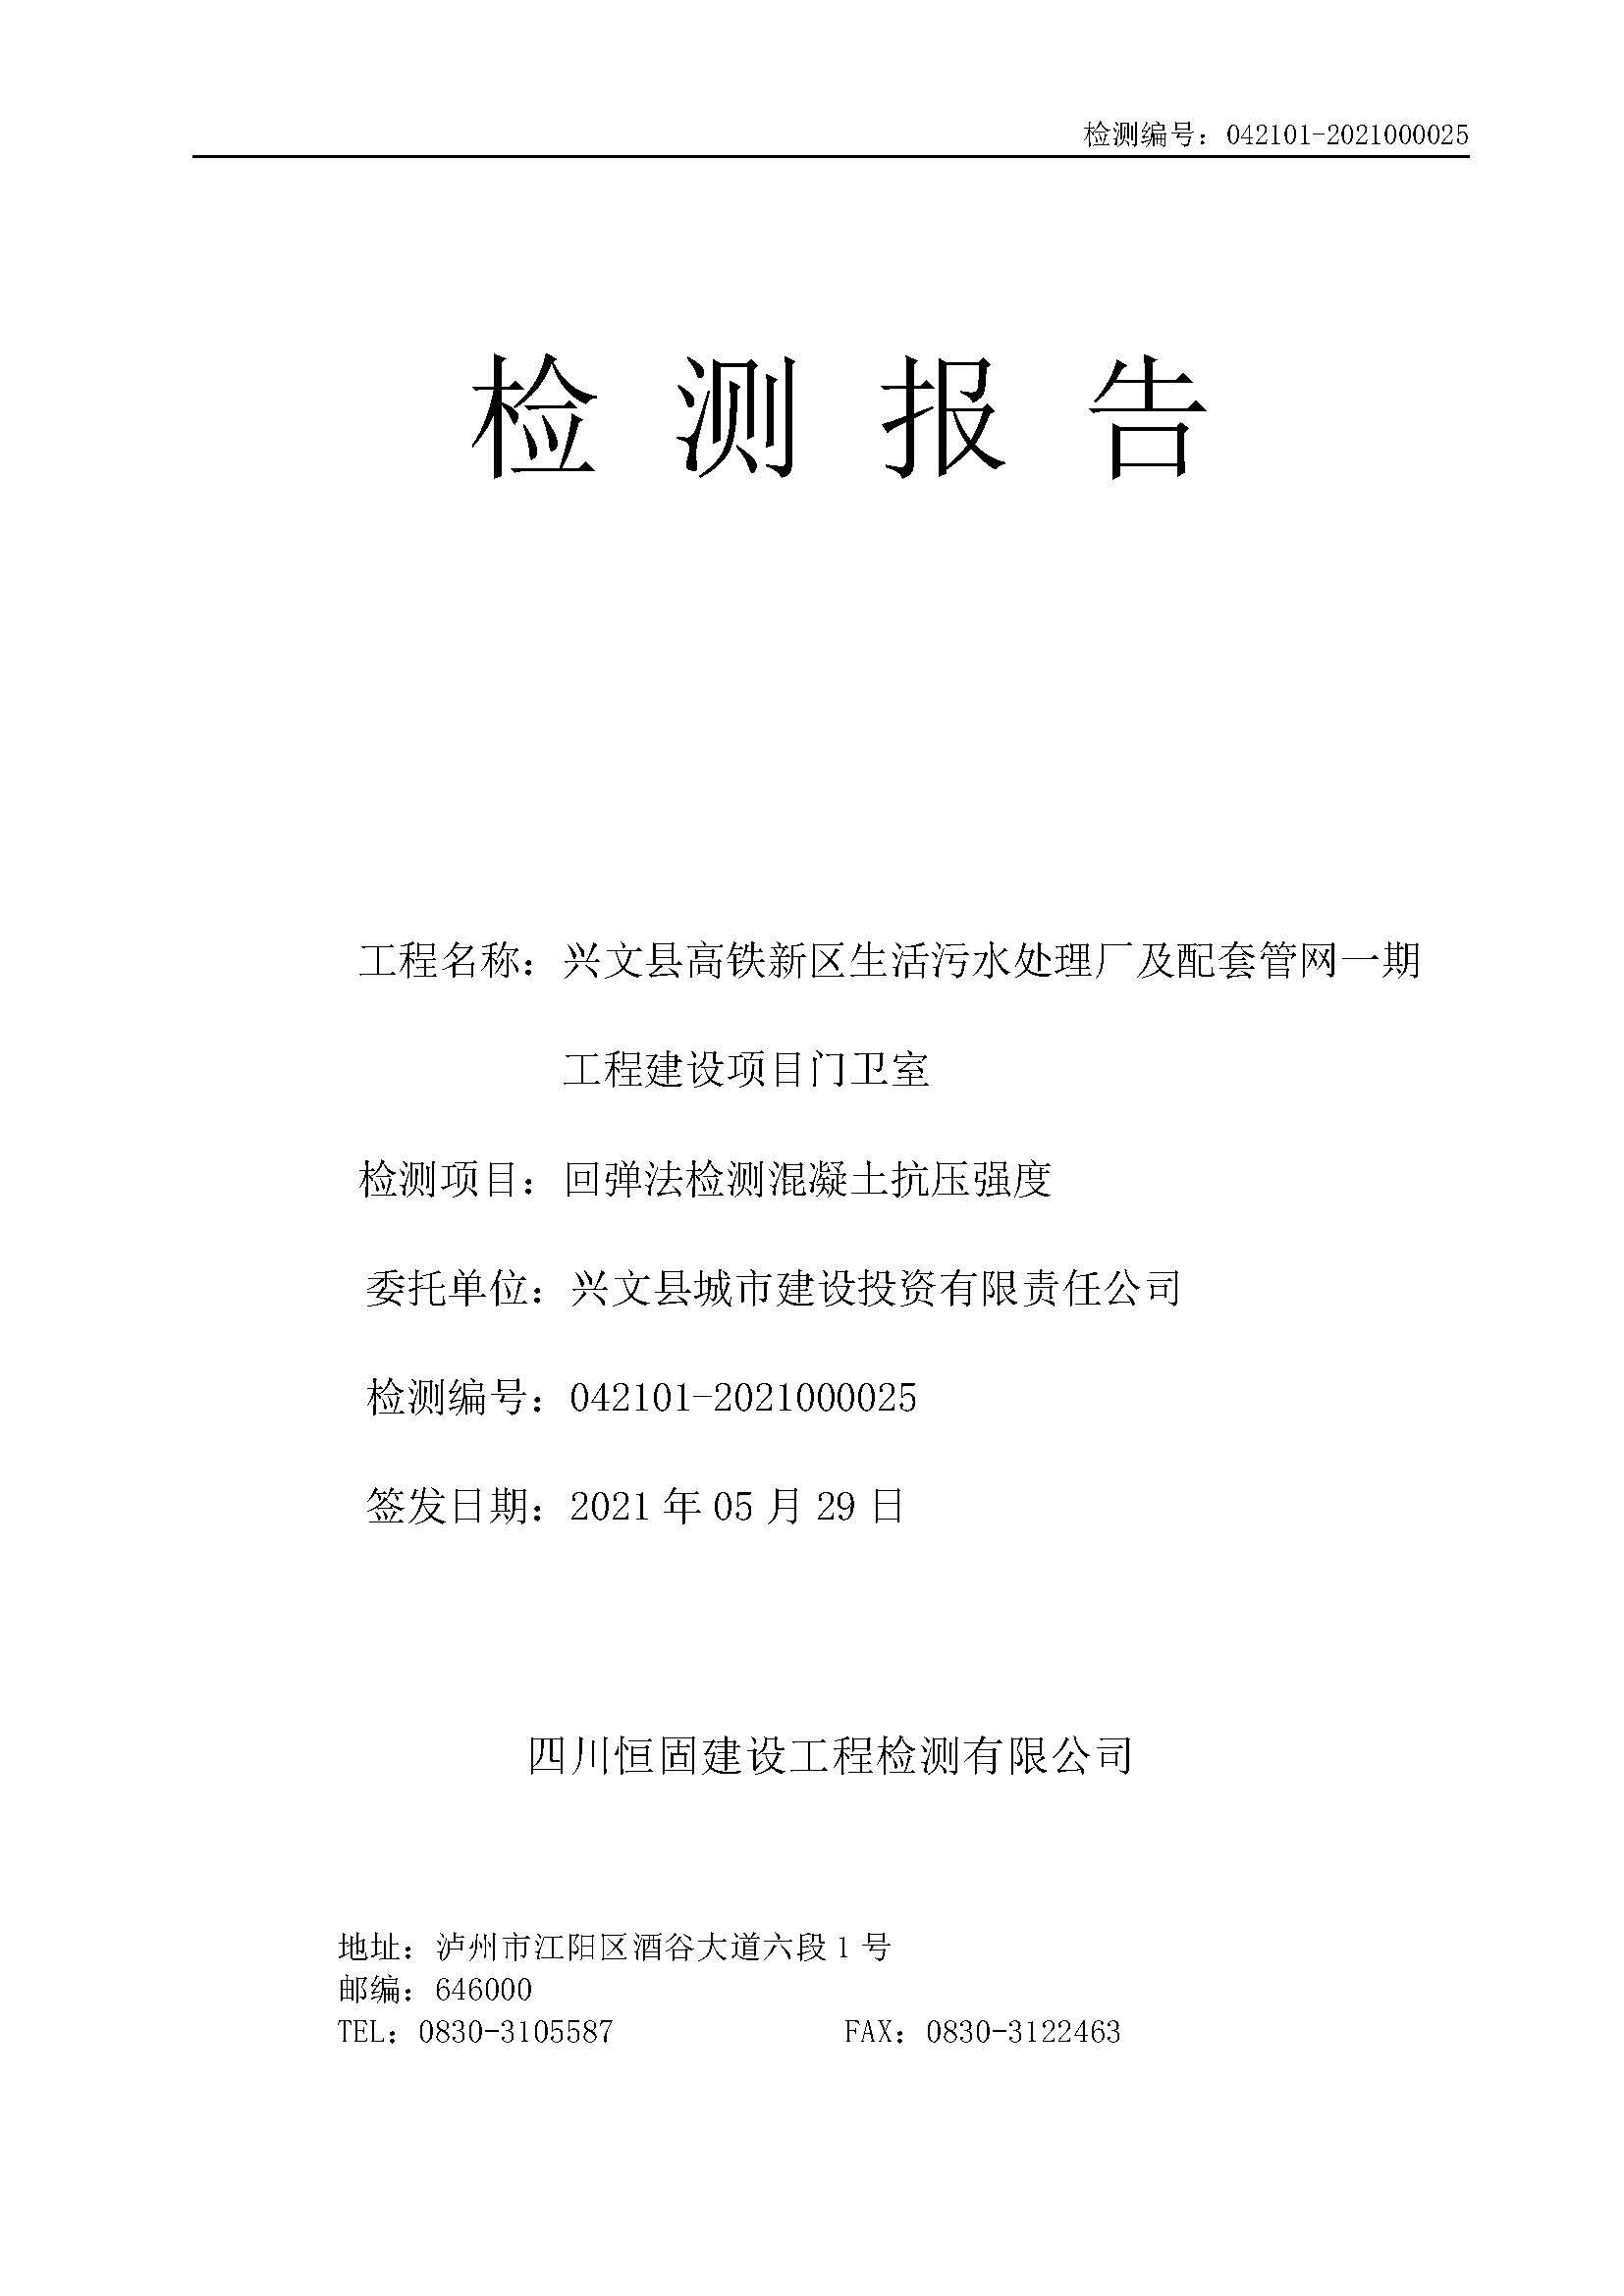 检测编号：042101-2021000025
检测报告
工程名称：兴文县高铁新区生活污水处理厂及配套管网一期
工程建设项目门卫室
检测项目：回弹法检测混凝土抗压强度
委托单位：兴文县城市建设投资有限责任公司
检测编号：042101-2021000025
签发日期：2021 年 05 月 29 日
四川恒固建设工程检测有限公司
地址：泸州市江阳区酒谷大道六段 1 号
邮编：646000
TEL：0830-3105587 FAX：0830-3122463